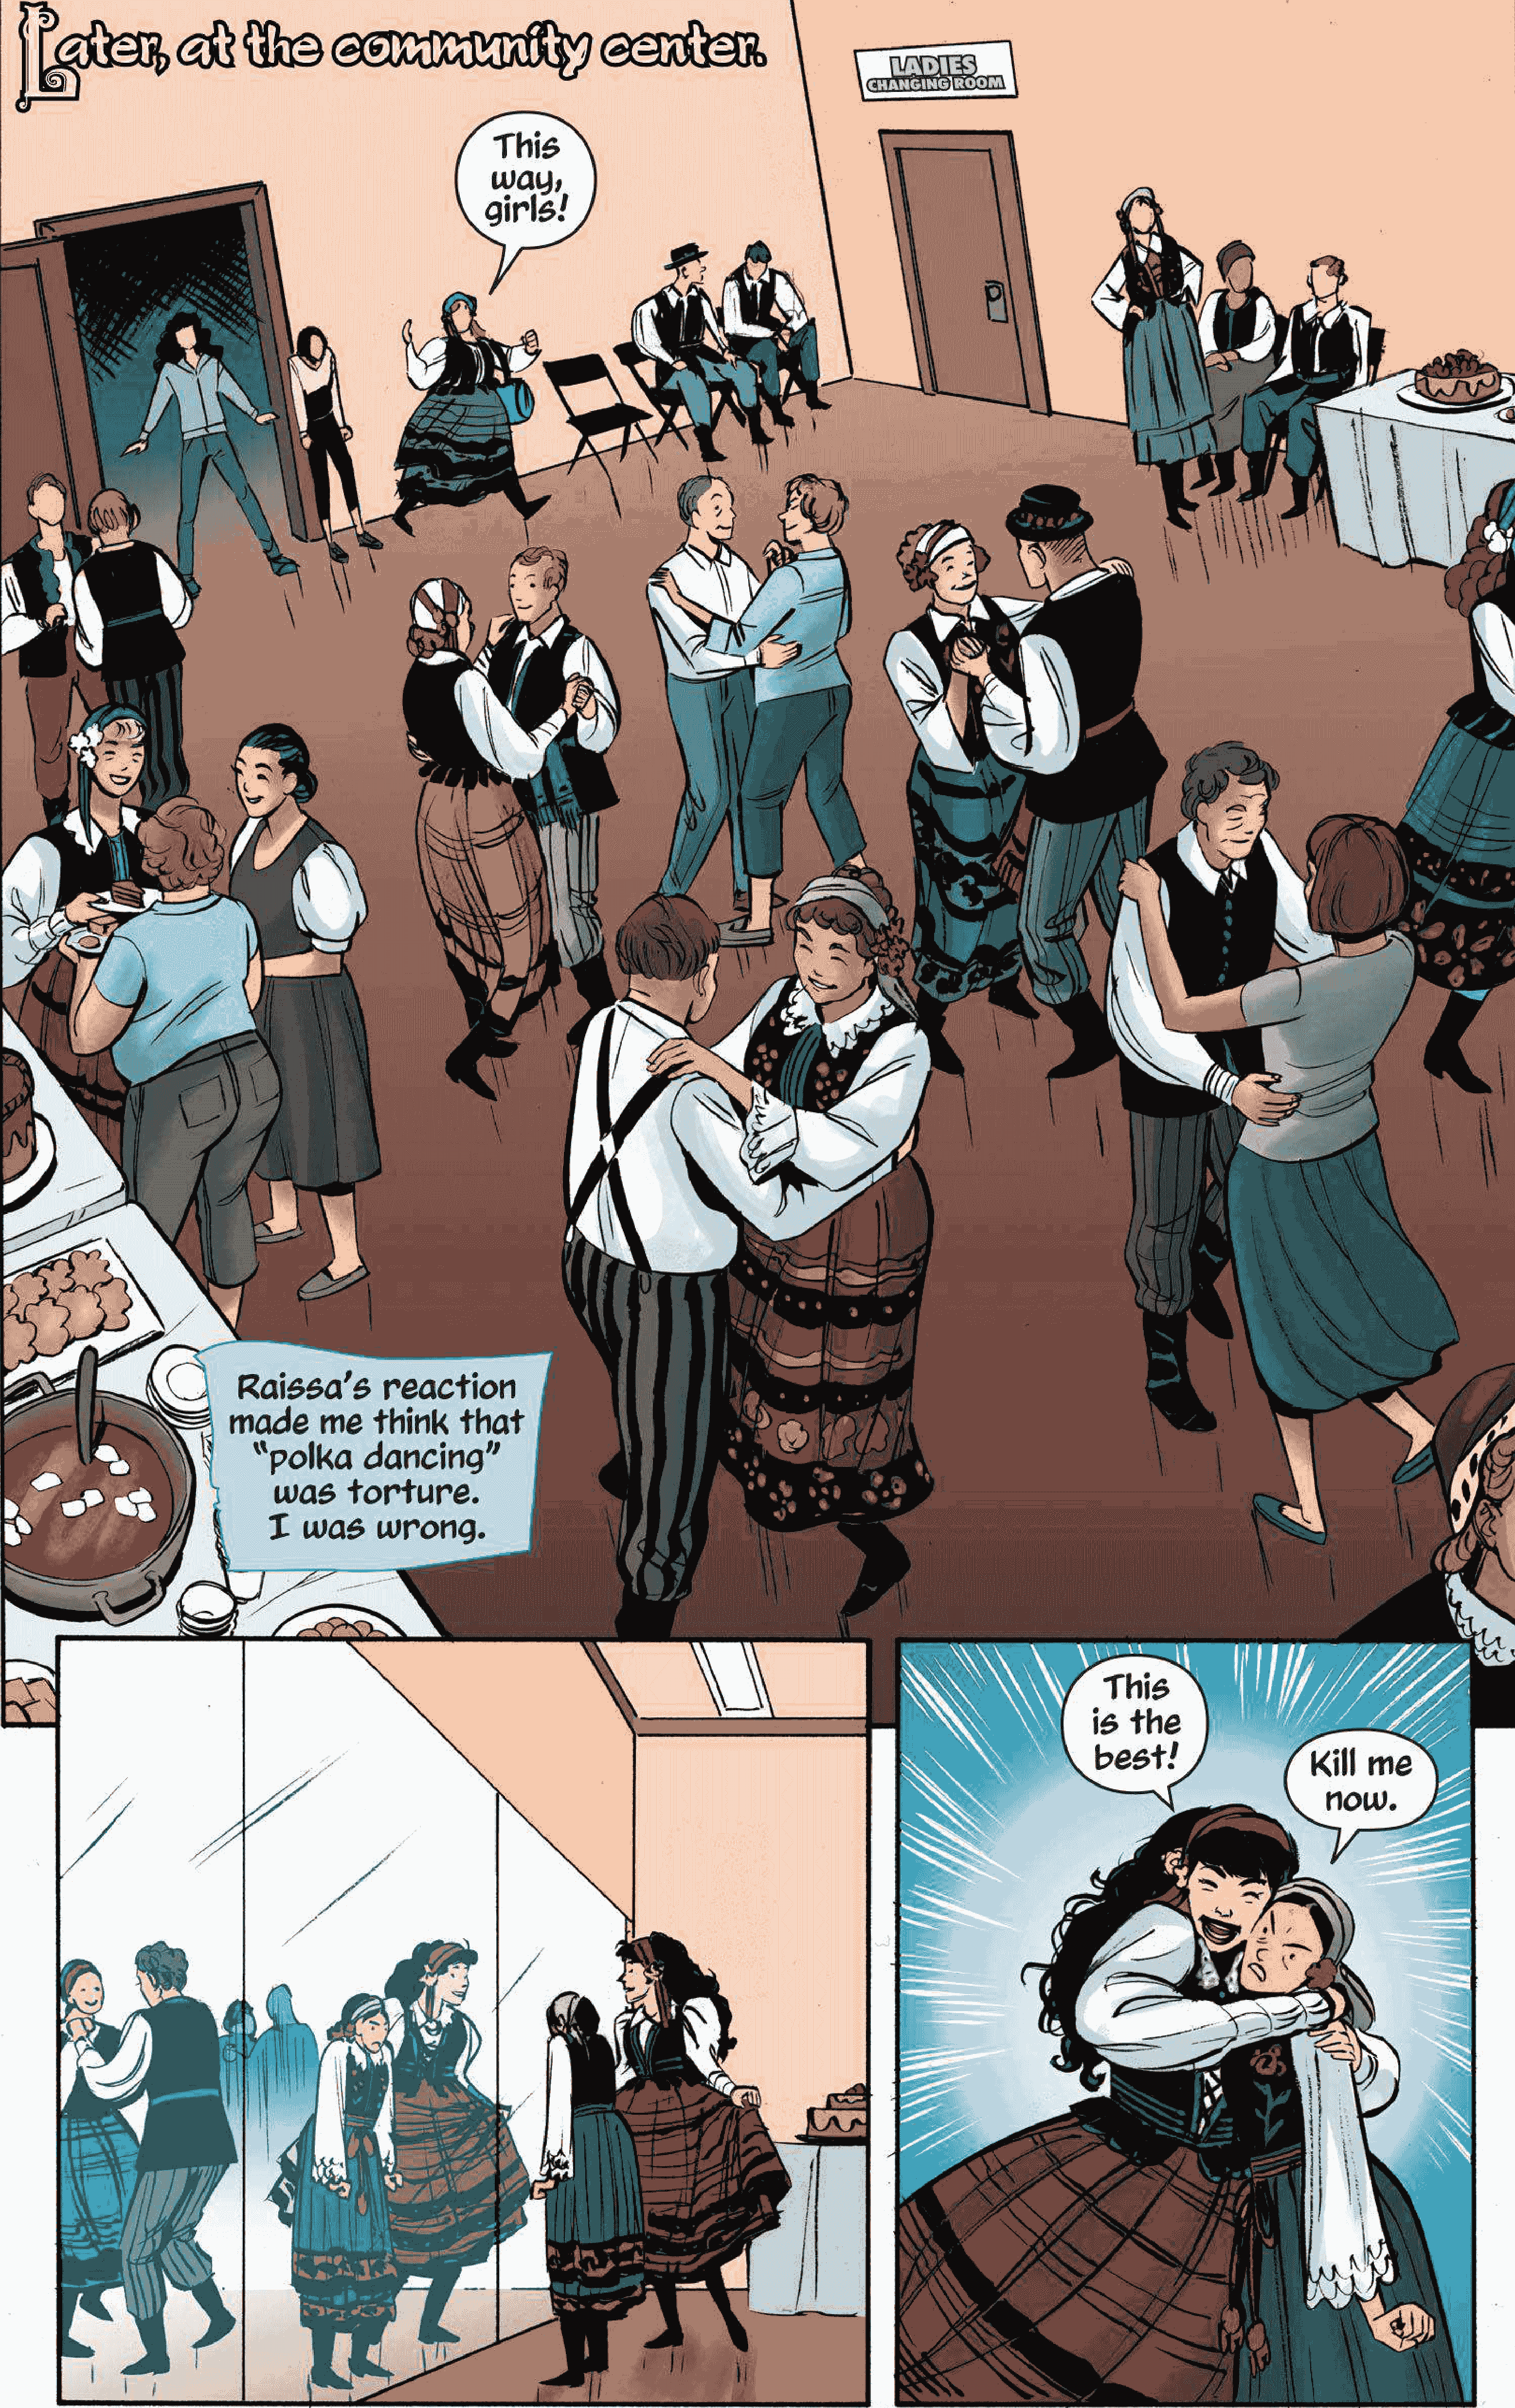 Later, at the community center.
LADIES
CHANGING ROOM
This
way,
girls!
Raissa's reaction
made me think that
"polka dancing"
was torture.
I was wrong.
This
is the
best!
Kill me
now.